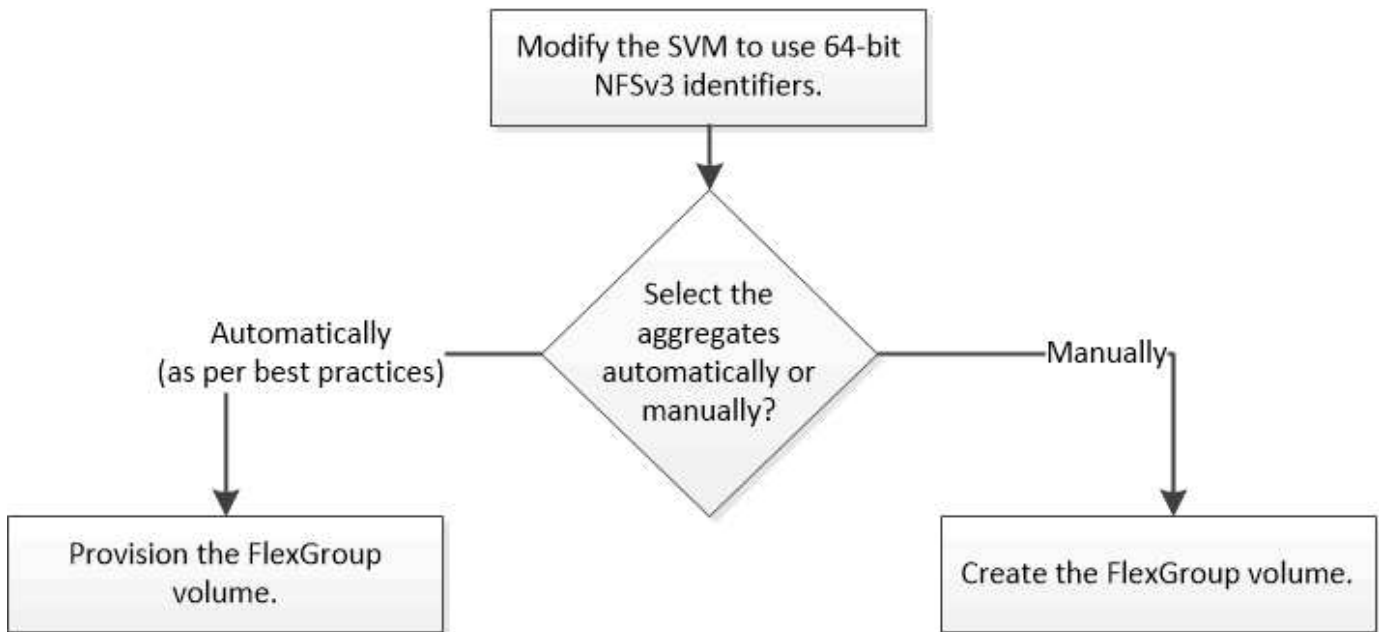 Modify the SVM to use 64-bit
NFSv3 identifiers.
Select the
aggregates
automatically or
manually?
Automatically
(as per best practices)
Manually
Provision the FlexGroup
volume.
Create the FlexGroup volume.